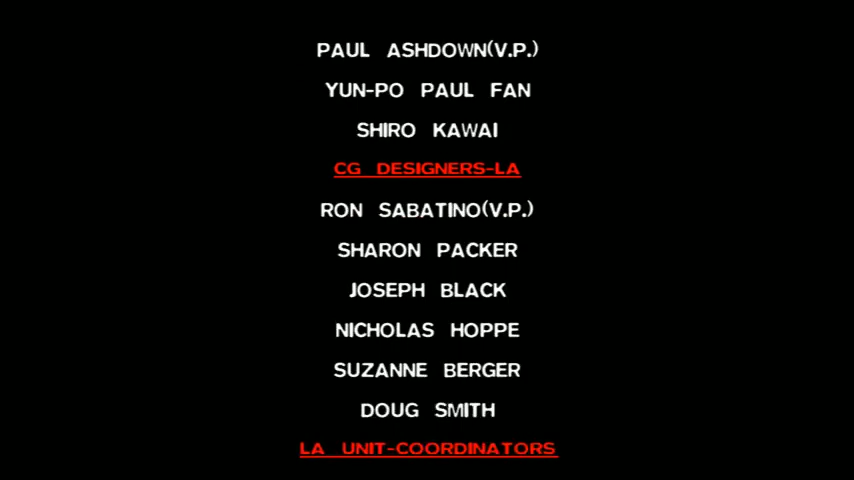 PAUL ASHDOWN(V.P.)
YUN-PO PAUL FAN
SHIRO KAWAI
CG DESIGNERS-LA
RON SABATINO(V.P.)
SHARON PACKER
JOSEPH BLACK
NICHOLAS HOPPE
SUZANNE BERGER
DOUG SMITH
LA UNIT-COORDINATORS